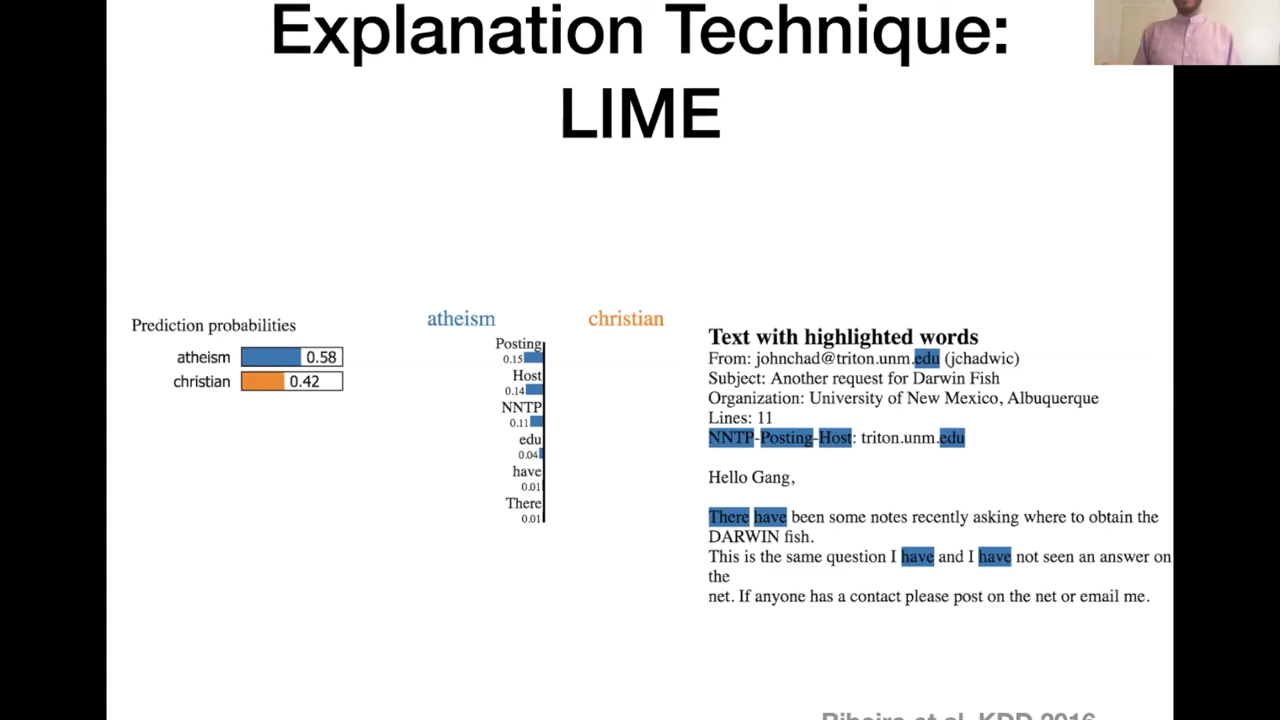 Explanation Technique:
LIME
Prediction probabilities
atheism 0.58
christian 0.42
atheism christian
Posting
0.15
Host
0.14
NNTP
0.11
edu
0.04
have
0.01
There
0.01
Text with highlighted words
From: johnchad@triton.unm.edu (jchadwic)
Subject: Another request for Darwin Fish
Organization: University of New Mexico, Albuquerque
Lines: 11
NNTP-Posting-Host: triton.unm.edu
Hello Gang,
There have been some notes recently asking where to obtain the
DARWIN fish.
This is the same question I have and I have not seen an answer on
the
net. If anyone has a contact please post on the net or email me.
Ribeiro et al. KDD 2016